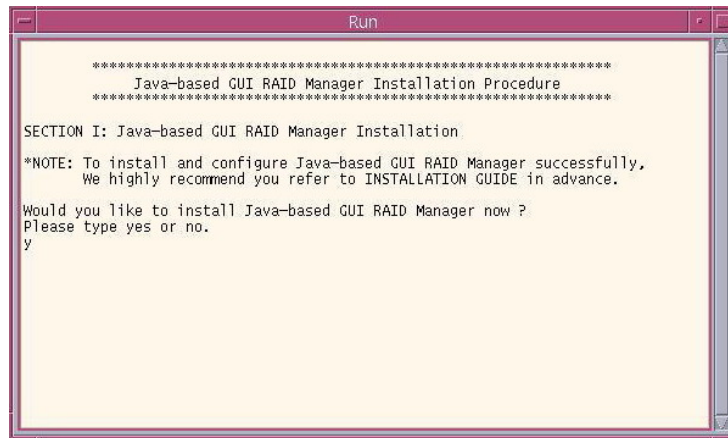 Run
*************************************************************
Java-based GUI RAID Manager Installation Procedure
*************************************************************
SECTION I: Java-based GUI RAID Manager Installation
*NOTE: To install and configure Java-based GUI RAID Manager successfully,
We highly recommend you refer to INSTALLATION GUIDE in advance.
Would you like to install Java-based GUI RAID Manager now ?
Please type yes or no.
y